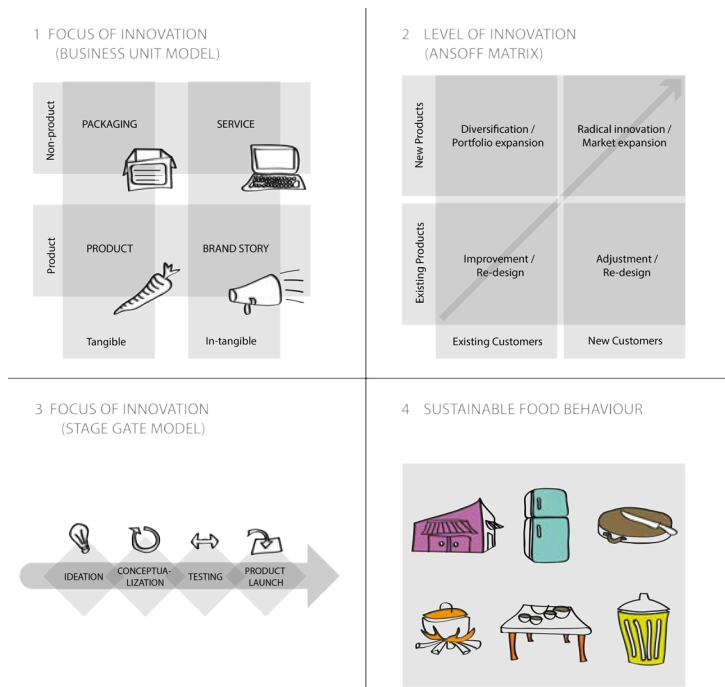 1 FOCUS OF INNOVATION
(BUSINESS UNIT MODEL)
Non-product
PACKAGING
SERVICE
Product
PRODUCT
BRAND STORY
Tangible
In-tangible
2 LEVEL OF INNOVATION
(ANSOFF MATRIX)
New Products
Diversification /
Portfolio expansion
Radical innovation /
Market expansion
Existing Products
Improvement /
Re-design
Adjustment /
Re-design
Existing Customers
New Customers
3 FOCUS OF INNOVATION
(STAGE GATE MODEL)
IDEATION
CONCEPTUA-
LIZATION
TESTING
PRODUCT
LAUNCH
4 SUSTAINABLE FOOD BEHAVIOUR